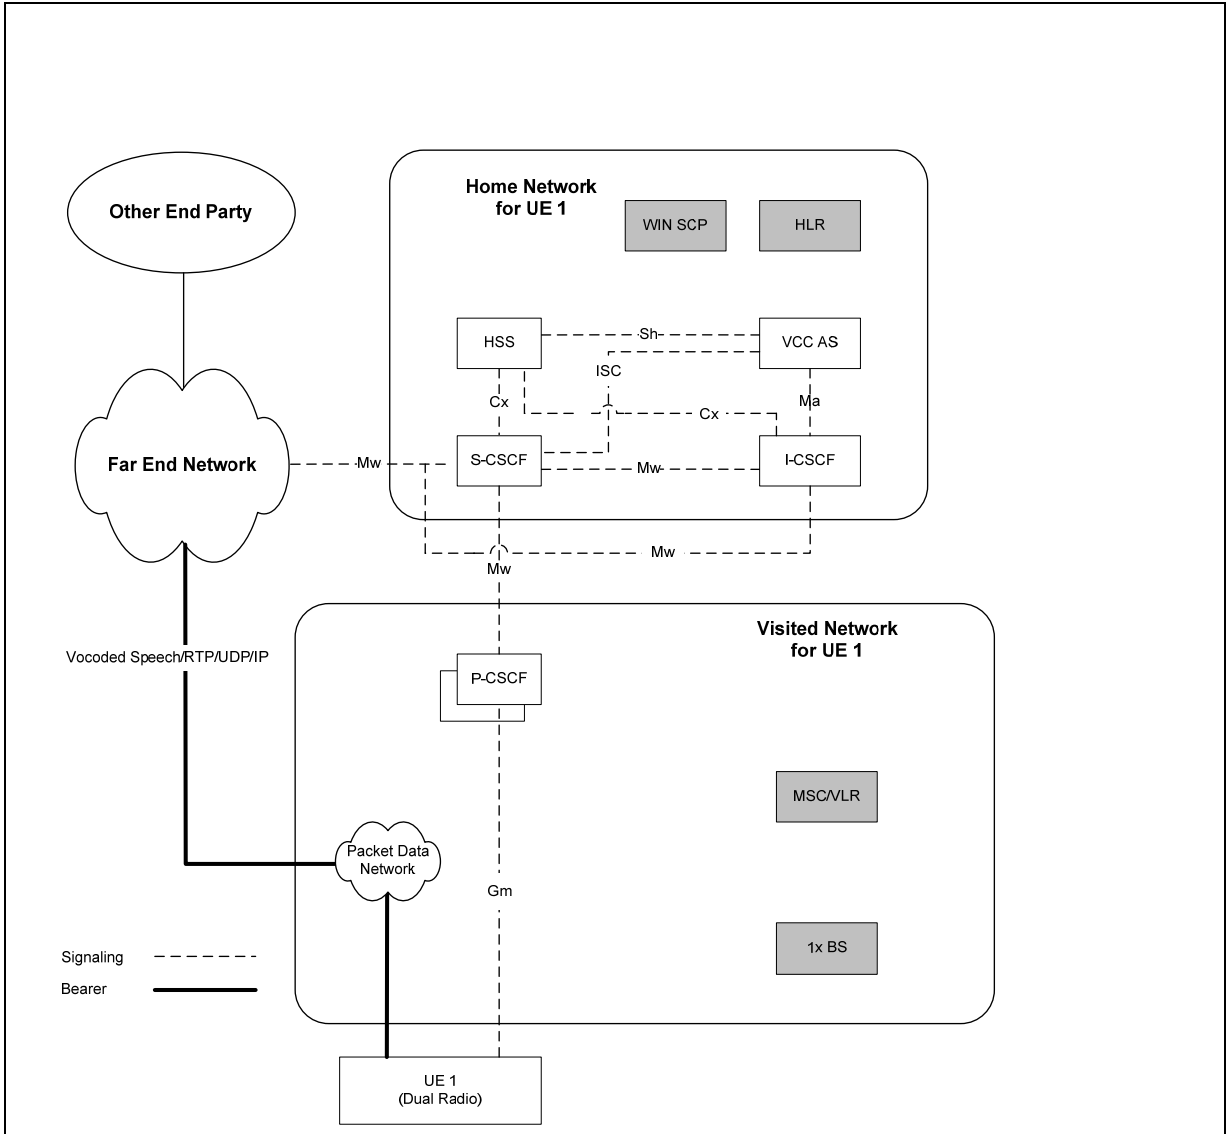 Home Network
for UE 1
Other End Party
WIN SCP
HLR
HSS
Sh
VCC AS
ISC
Cx
Cx
Ma
Far End Network
Mw
S-CSCF
Mw
I-CSCF
Mw
Mw
Visited Network
for UE 1
Vocoded Speech/RTP/UDP/IP
P-CSCF
MSC/VLR
Packet Data
Network
Gm
1x BS
Signaling
Bearer
UE 1
(Dual Radio)